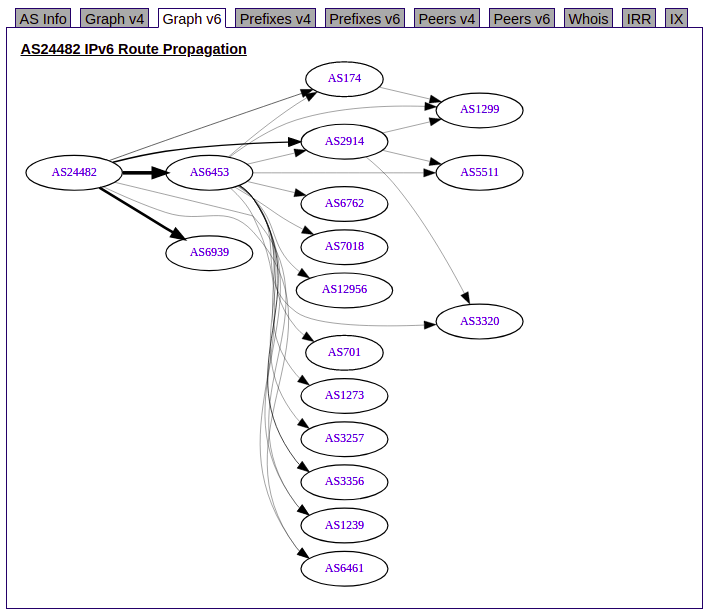 AS Info Graph v4 Graph v6 Prefixes v4 Prefixes v6 Peers v4 Peers v6 Whois IRR IX
AS24482 IPv6 Route Propagation
AS174
AS1299
AS2914
AS24482
AS6453
AS5511
AS6762
AS7018
AS6939
AS12956
AS3320
AS701
AS1273
AS3257
AS3356
AS1239
AS6461